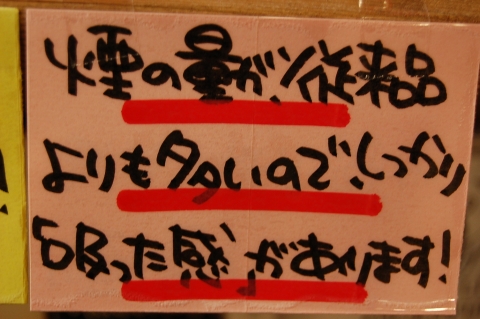 煙の量が、従来品
よりも多いので、しっかり
吸った感」があります!